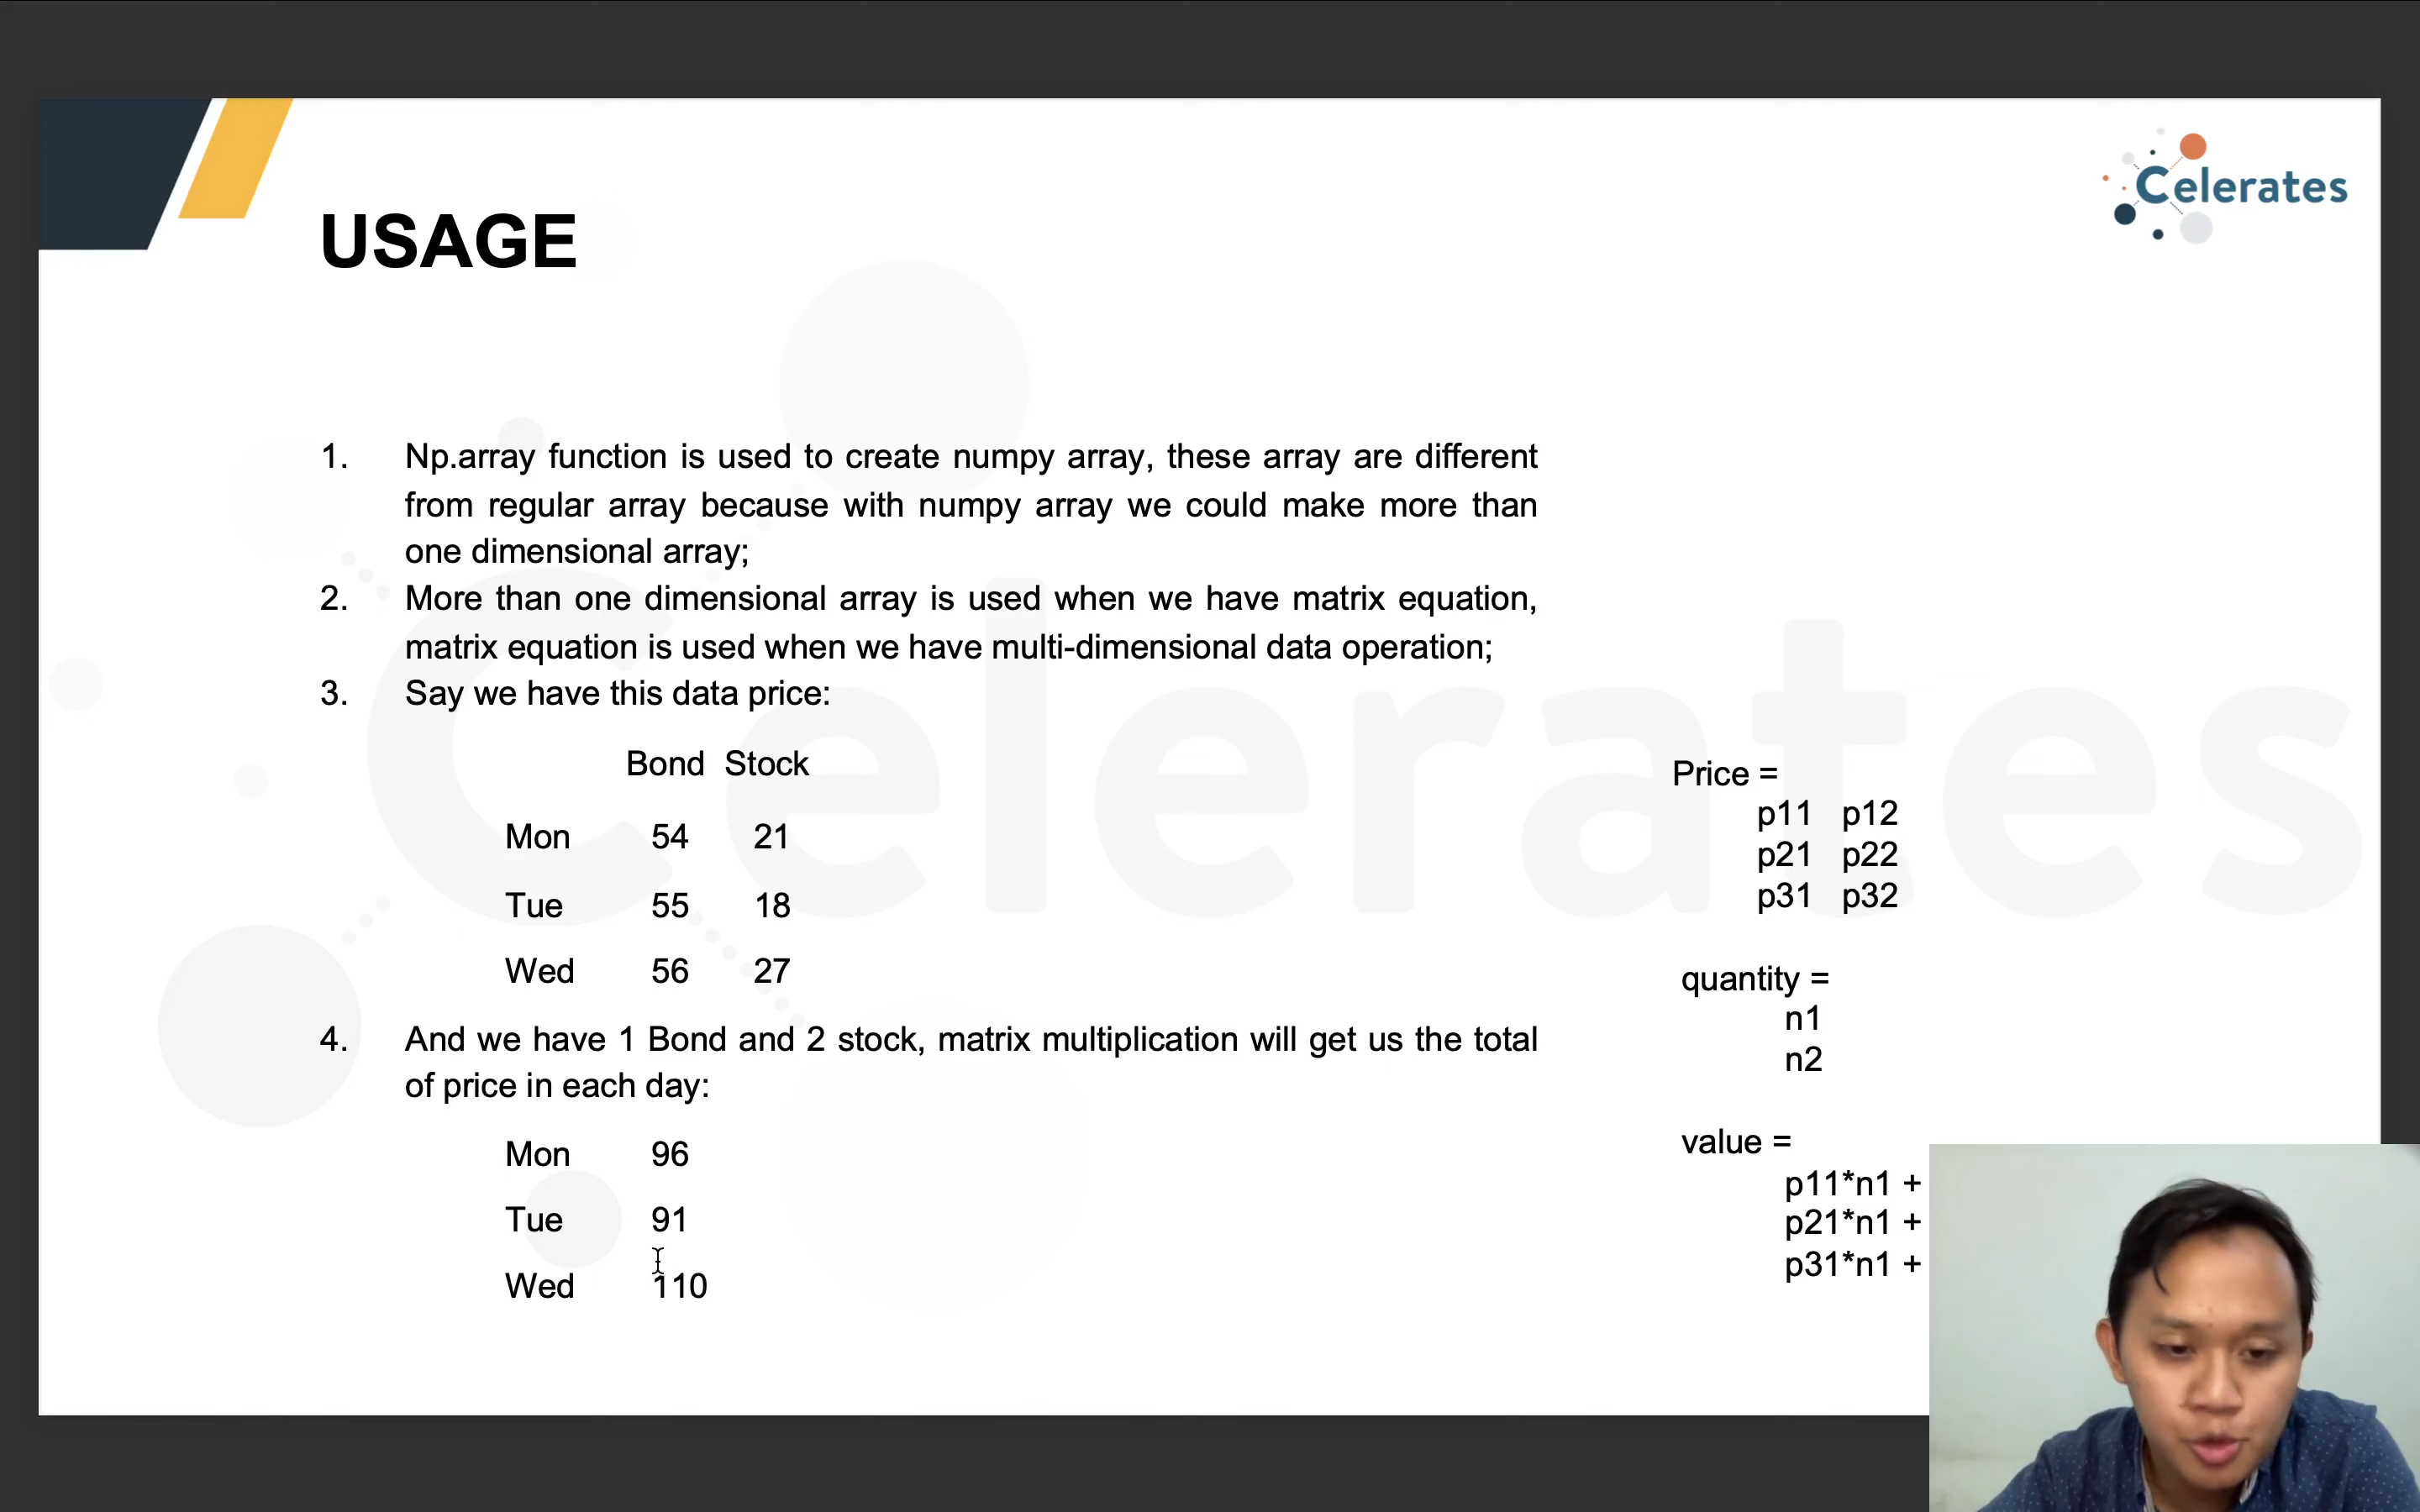 Celerates
USAGE
1. Np.array function is used to create numpy array, these array are different
from regular array because with numpy array we could make more than
one dimensional array;
2. More than one dimensional array is used when we have matrix equation,
matrix equation is used when we have multi-dimensional data operation;
3. Say we have this data price:
Bond Stock
Mon 54 21
Tue 55 18
Wed 56 27
4. And we have 1 Bond and 2 stock, matrix multiplication will get us the total
of price in each day:
Mon 96
Tue 91
Wed 110
Price =
p11 p12
p21 p22
p31 p32
quantity =
n1
n2
value =
p11*n1 +
p21*n1 +
p31*n1 +
Celerates